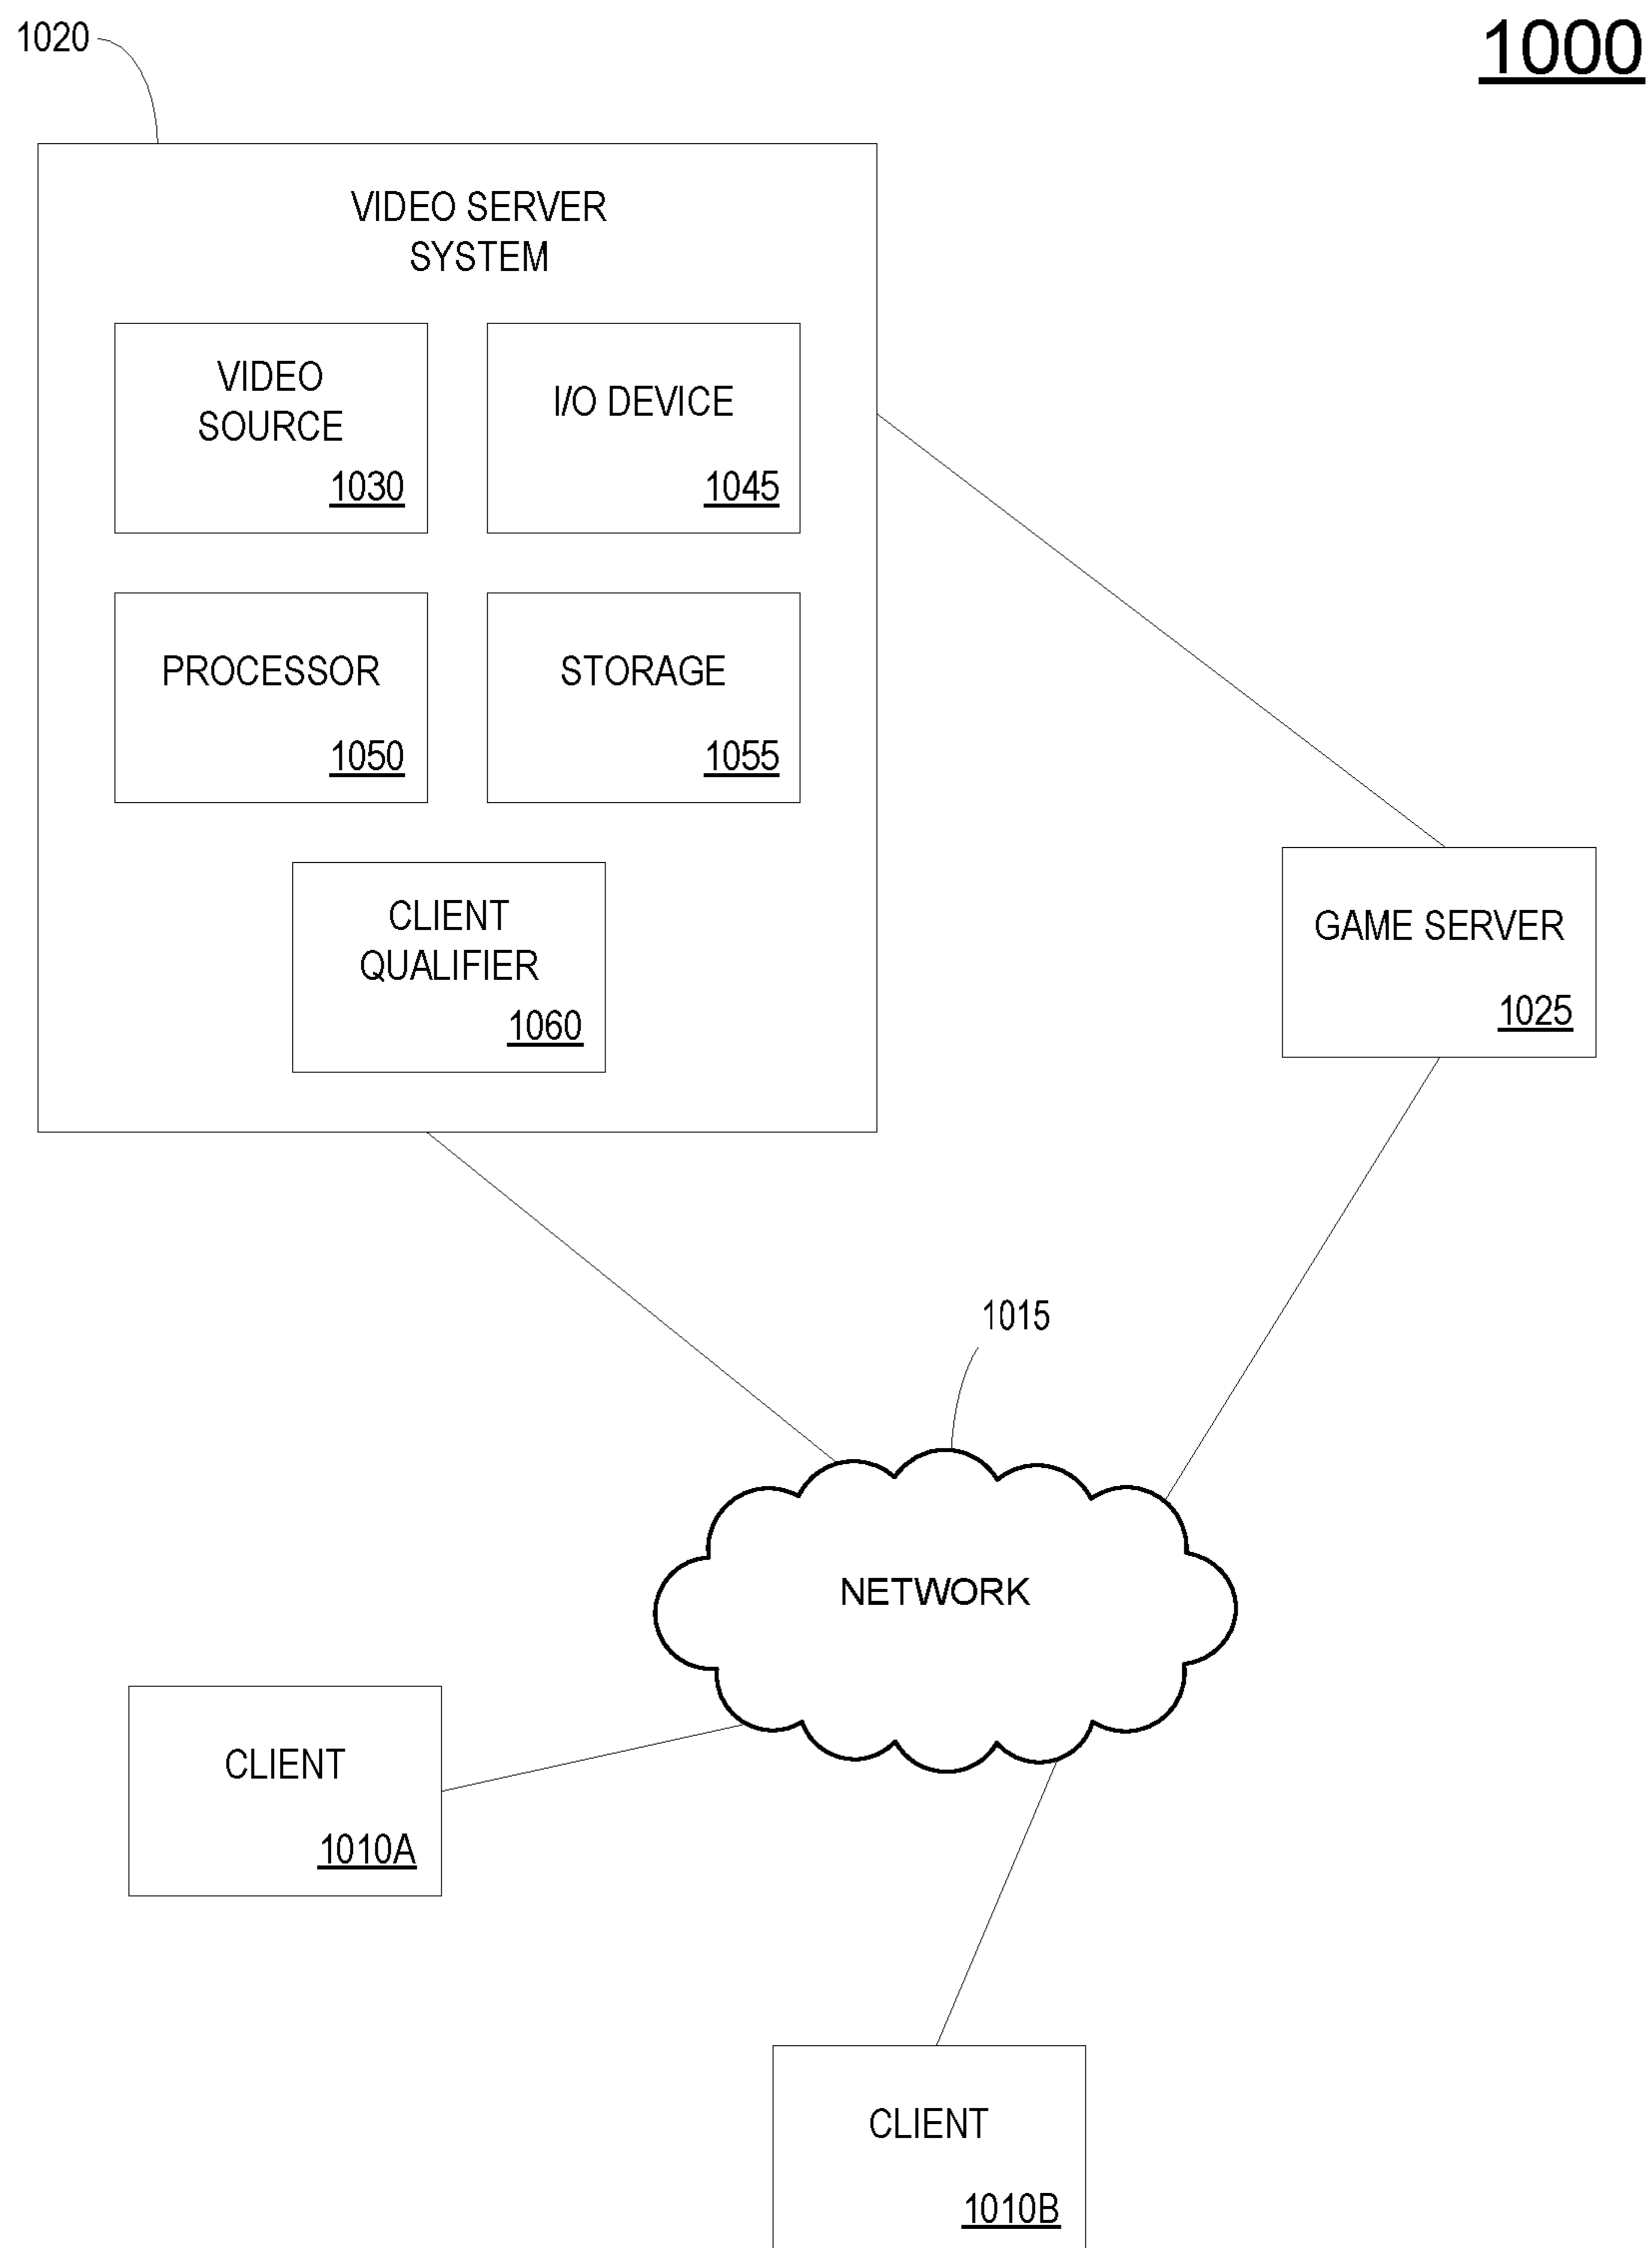 1020
1000
VIDEO SERVER
SYSTEM
VIDEO
SOURCE
1030
I/O DEVICE
1045
PROCESSOR
1050
STORAGE
1055
CLIENT
QUALIFIER
1060
GAME SERVER
1025
1015
NETWORK
CLIENT
1010A
CLIENT
1010B